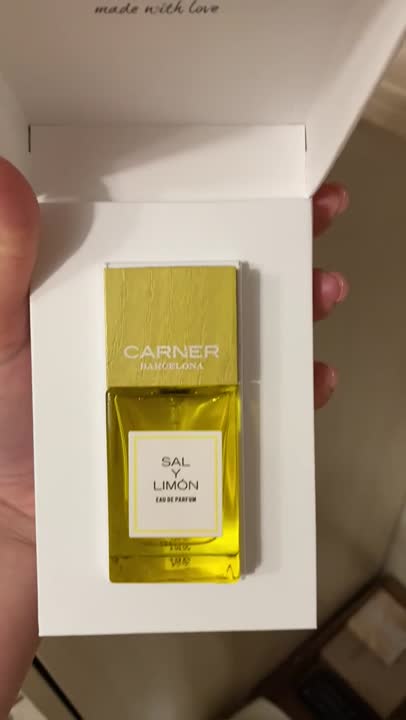 made with love
CARNER
BARCELONA
SAL
Y
LIMÓN
EAU DE PARFUM